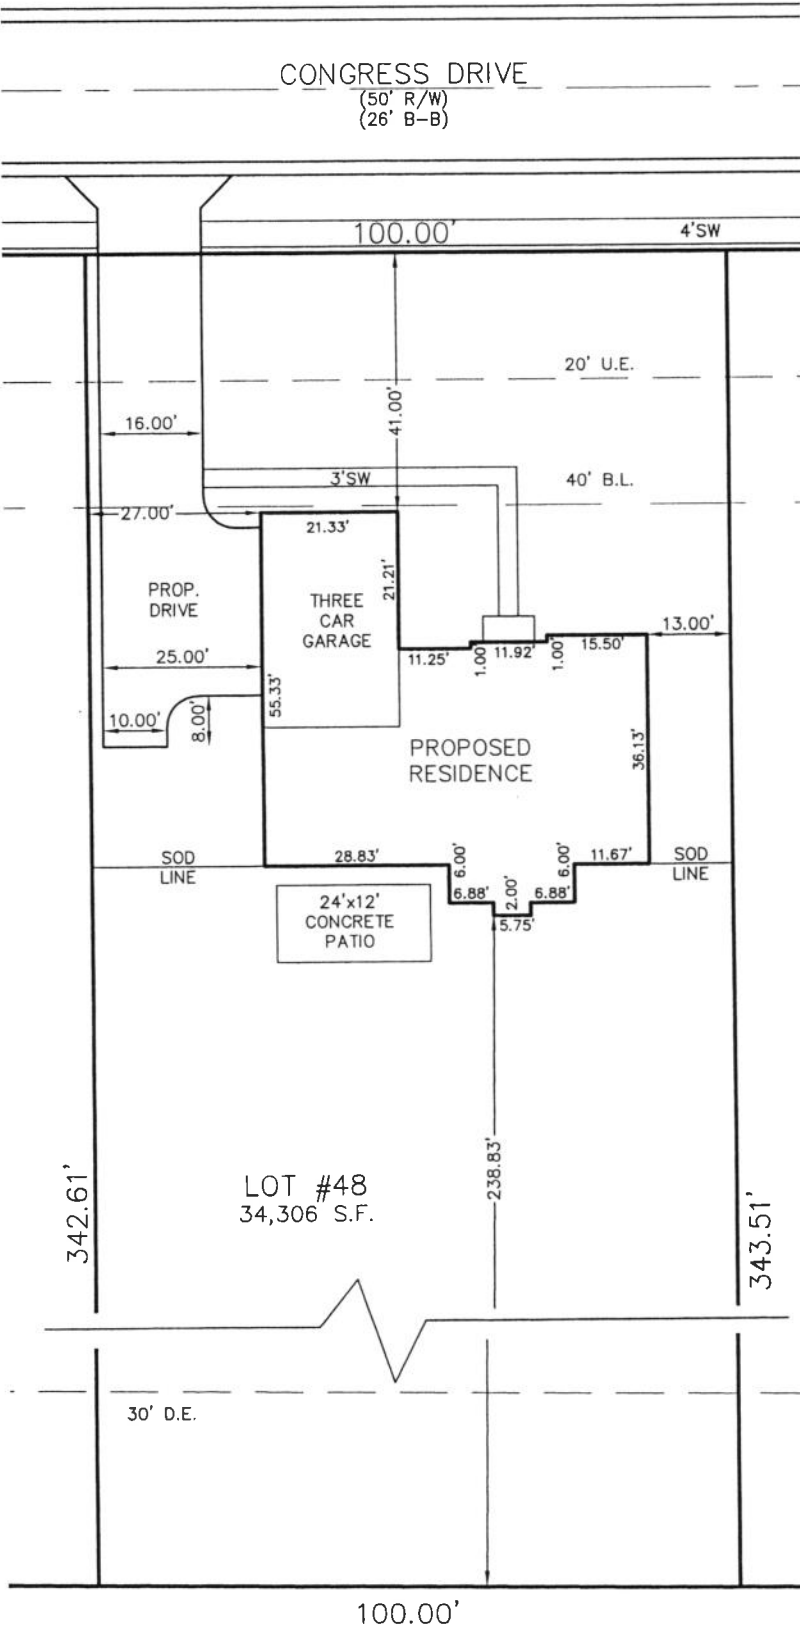 CONGRESS DRIVE
(50' R/W)
(26' B-B)
100.00'
4'SW
20' U.E.
41.00'
16.00'
3'SW
40' B.L.
27.00'
21.33'
21.21'
PROP.
DRIVE
THREE
CAR
GARAGE
13.00'
11.25'
1.00'
11.92'
1.00'
15.50'
25.00'
55.33'
10.00'
8.00'
PROPOSED
RESIDENCE
36.13'
SOD
LINE
28.83'
6.00'
6.00'
11.67'
SOD
LINE
6.88'
2.00'
6.88'
5.75'
24'x12'
CONCRETE
PATIO
238.83'
342.61'
LOT #48
34,306 S.F.
343.51'
30' D.E.
100.00'